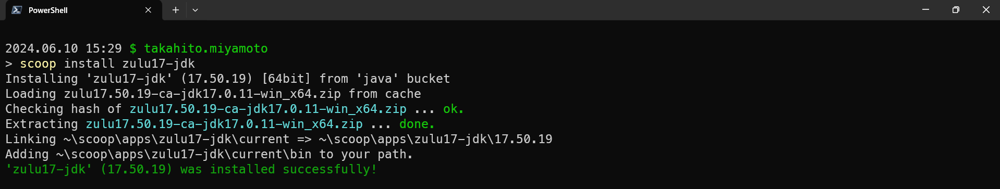 PowerShell
2024.06.10 15:29 $ takahito.miyamoto
> scoop install zulu17-jdk
Installing 'zulu17-jdk' (17.50.19) [64bit] from 'java' bucket
Loading zulu17.50.19-ca-jdk17.0.11-win_x64.zip from cache
Checking hash of zulu17.50.19-ca-jdk17.0.11-win_x64.zip ... ok.
Extracting zulu17.50.19-ca-jdk17.0.11-win_x64.zip ... done.
Linking ~\scoop\apps\zulu17-jdk\current => ~\scoop\apps\zulu17-jdk\17.50.19
Adding ~\scoop\apps\zulu17-jdk\current\bin to your path.
'zulu17-jdk' (17.50.19) was installed successfully!